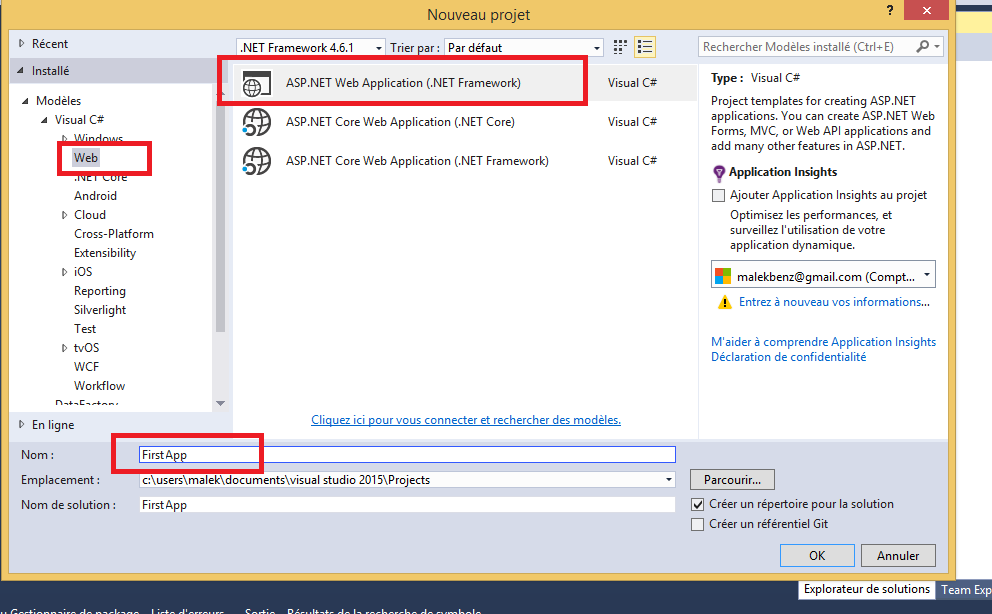 Nouveau projet
?
Récent
Installé
Modèles
Visual C#
Windows
Web
.NET Core
Android
Cloud
Cross-Platform
Extensibility
iOS
Reporting
Silverlight
Test
tvOS
WCF
Workflow
DataFactory
En ligne
.NET Framework 4.6.1
Trier par : Par défaut
ASP.NET Web Application (.NET Framework) Visual C#
ASP.NET Core Web Application (.NET Core) Visual C#
ASP.NET Core Web Application (.NET Framework) Visual C#
Cliquez ici pour vous connecter et rechercher des modèles.
Rechercher Modèles installé (Ctrl+E)
Type : Visual C#
Project templates for creating ASP.NET
applications. You can create ASP.NET Web
Forms, MVC, or Web API applications and
add many other features in ASP.NET.
Application Insights
Ajouter Application Insights au projet
Optimisez les performances, et
surveillez l'utilisation de votre
application dynamique.
malekbenz@gmail.com (Compt...
Entrez à nouveau vos informations...
M'aider à comprendre Application Insights
Déclaration de confidentialité
Nom : FirstApp
Emplacement : c:\users\malek\documents\visual studio 2015\Projects
Nom de solution : FirstApp
Parcourir...
Créer un répertoire pour la solution
Créer un référentiel Git
OK
Annuler
Explorateur de solutions Team Exp
u Gestionnaire de package Liste d'erreurs ... Sortie Résultats de la recherche de symbole